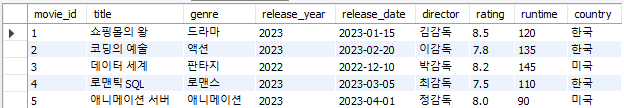 movie_id title genre release_year release_date director rating runtime country
1 쇼핑몰의 왕 드라마 2023 2023-01-15 김감독 8.5 120 한국
2 코딩의 예술 액션 2023 2023-02-20 이감독 7.8 135 한국
3 데이터 세계 판타지 2022 2022-12-10 박감독 8.2 145 미국
4 로맨틱 SQL 로맨스 2023 2023-03-05 최감독 7.5 110 한국
5 애니메이션 서버 애니메이션 2023 2023-04-01 정감독 8.0 90 미국